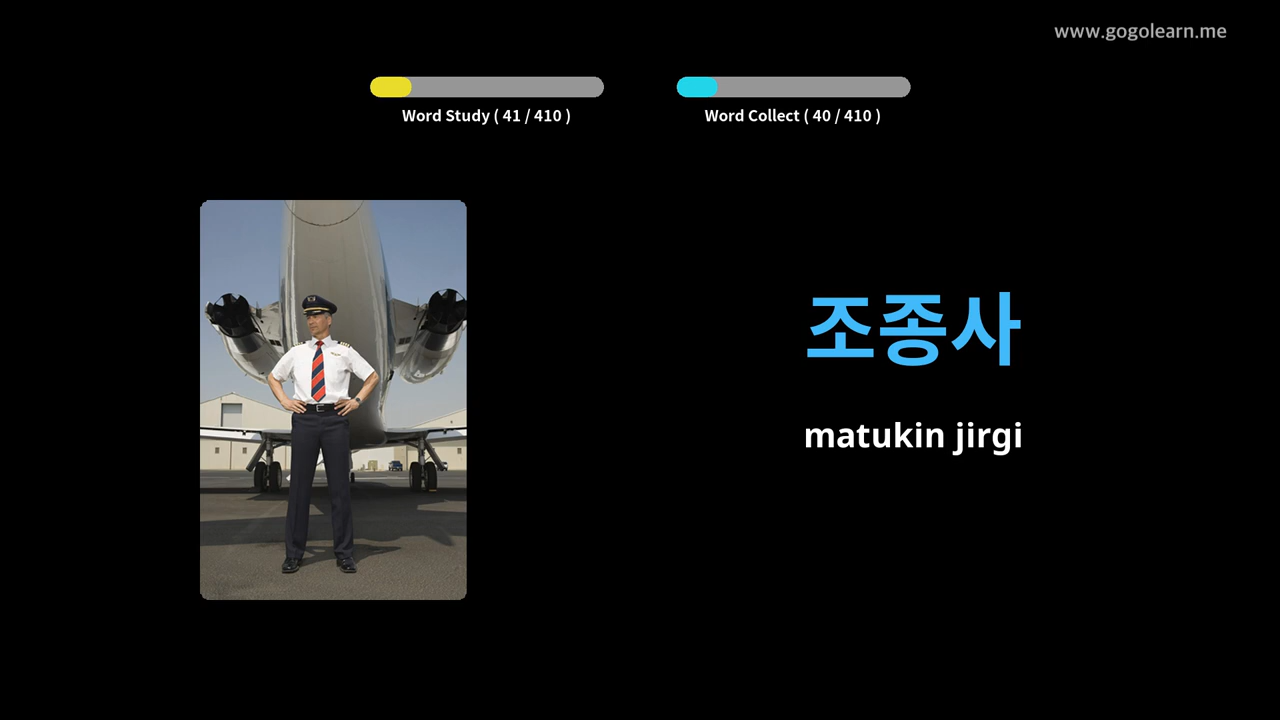 www.gogolearn.me
Word Study ( 41 / 410 )
Word Collect ( 40 / 410 )
조종사
matukin jirgi